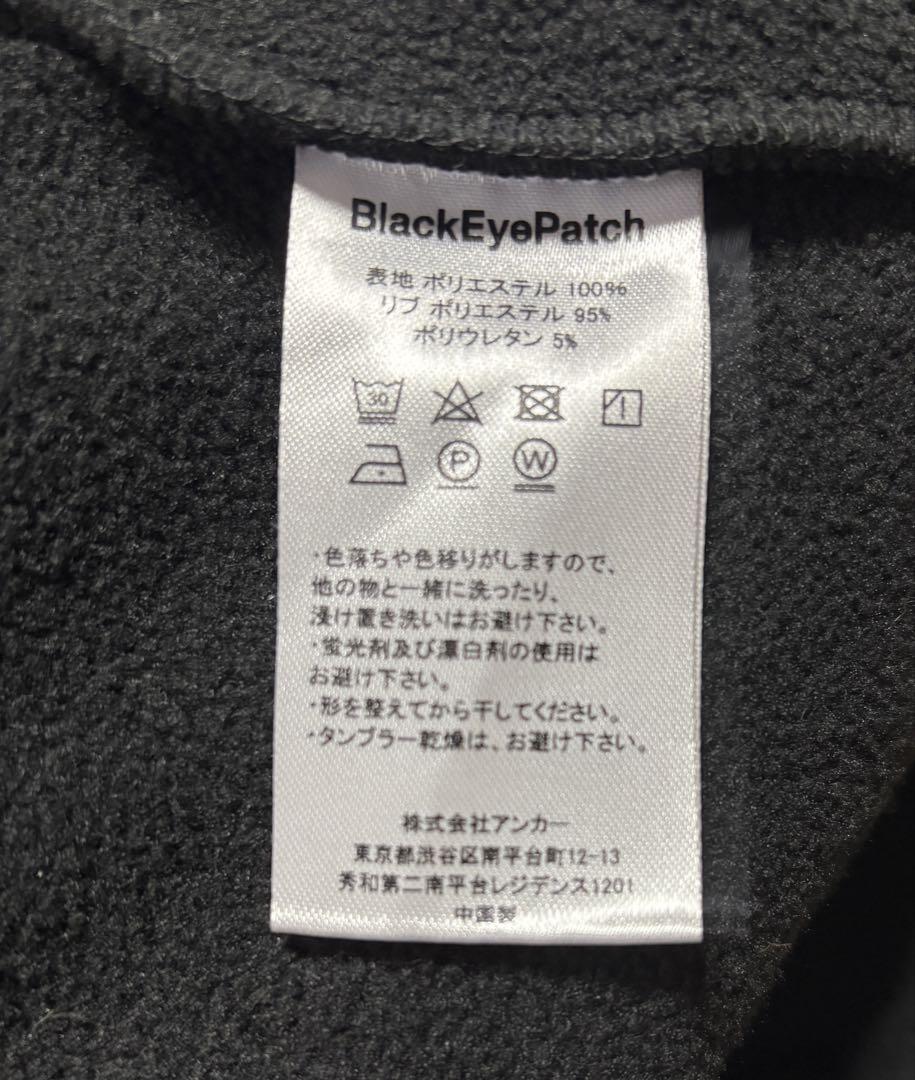 BlackEyePatch
表地 ポリエステル 100%
リブ ポリエステル 95%
ポリウレタン 5%
30
P
W
・色落ちや色移りがしますので、
他の物と一緒に洗ったり、
浸け置き洗いはお避け下さい。
・蛍光剤及び漂白剤の使用は
お避け下さい。
・形を整えてから干してください。
・タンブラー乾燥は、お避け下さい。
株式会社アンカー
東京都渋谷区南平台町12-13
秀和第二南平台レジデンス1201
中国製